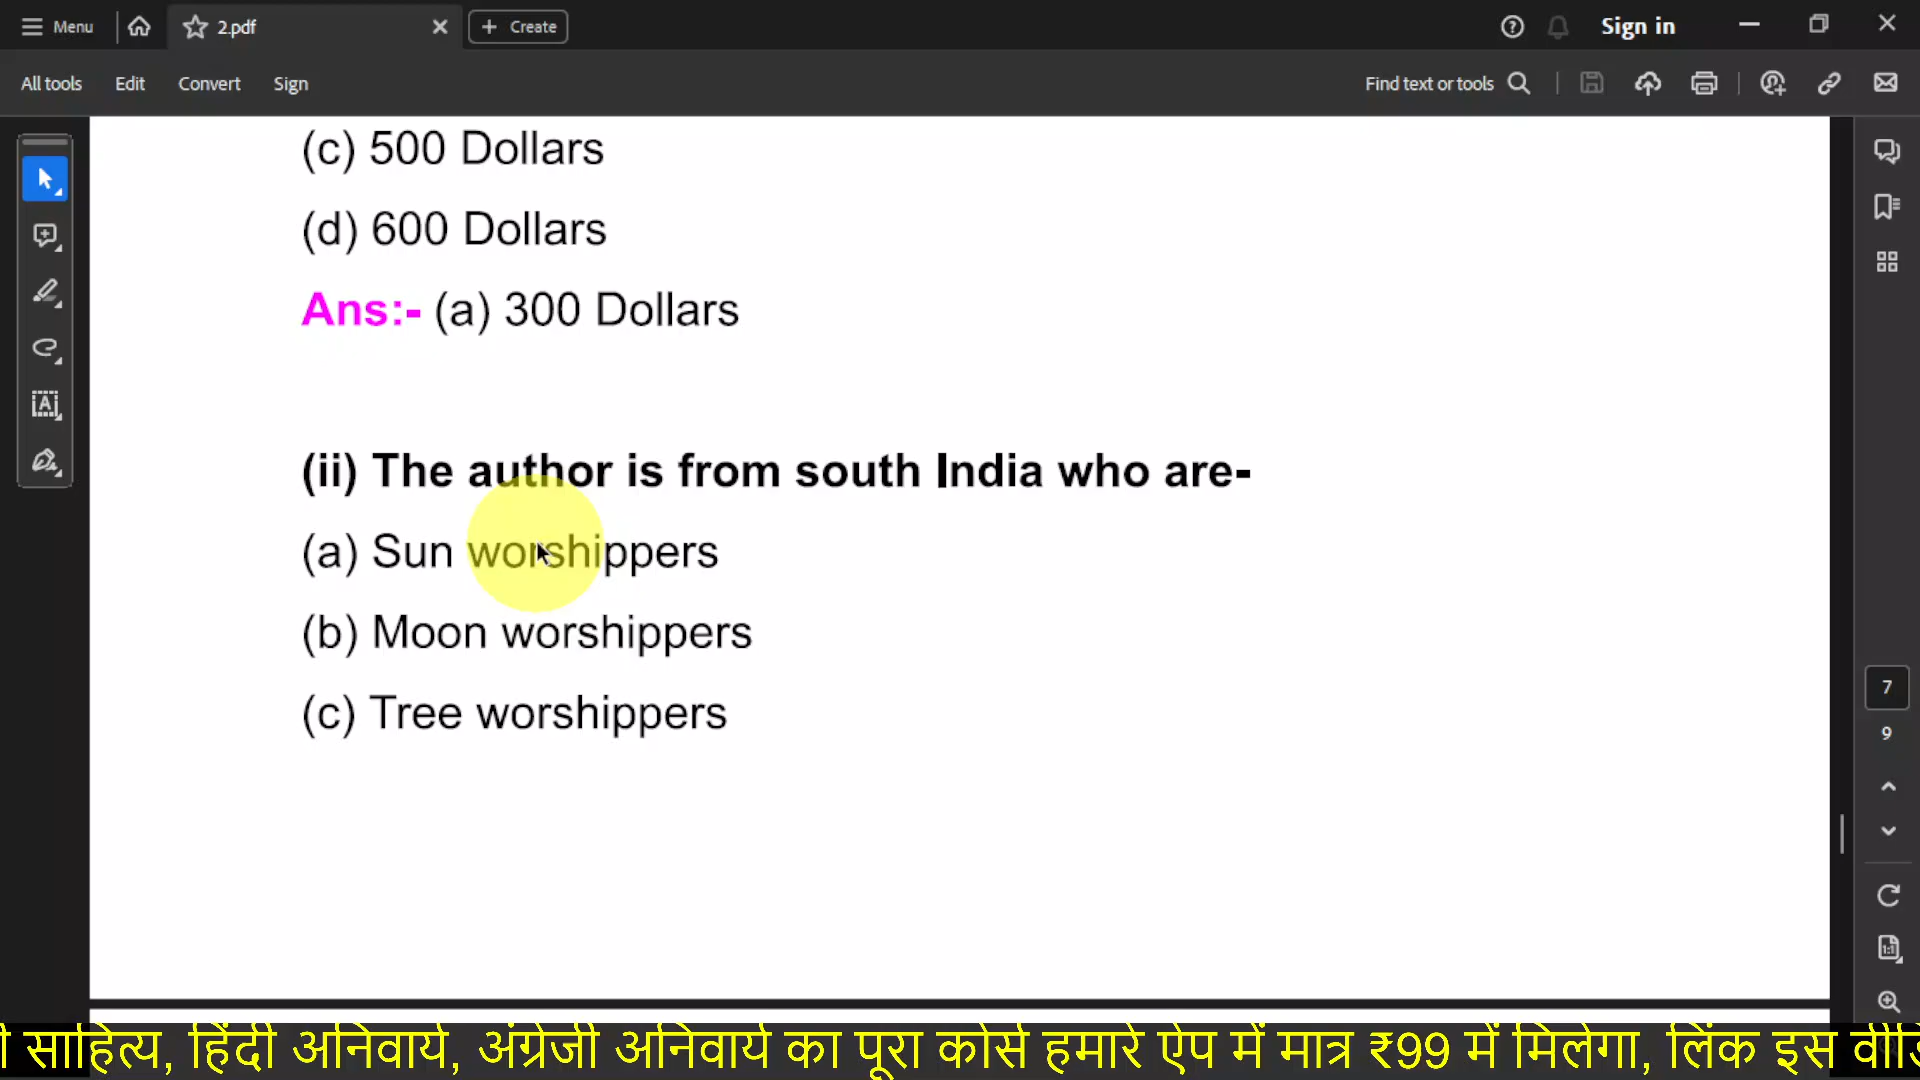 Menu
2.pdf
Create
Sign in
All tools
Edit
Convert
Sign
Find text or tools
(c) 500 Dollars
(d) 600 Dollars
Ans:- (a) 300 Dollars
(ii) The author is from south India who are-
(a) Sun worshippers
(b) Moon worshippers
(c) Tree worshippers
7
9
साहित्य, हिंदी अनिवार्य, अंग्रेजी अनिवार्य का पूरा कोर्स हमारे ऐप में मात्र ₹99 में मिलेगा, लिंक इस